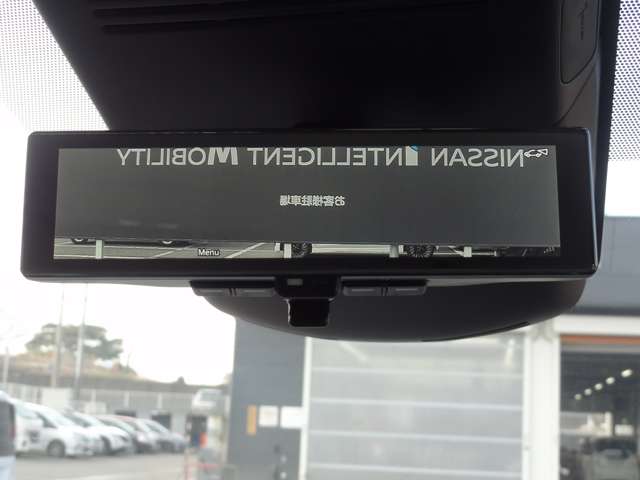 NISSAN INTELLIGENT MOBILITY
お客様駐車場
Menu